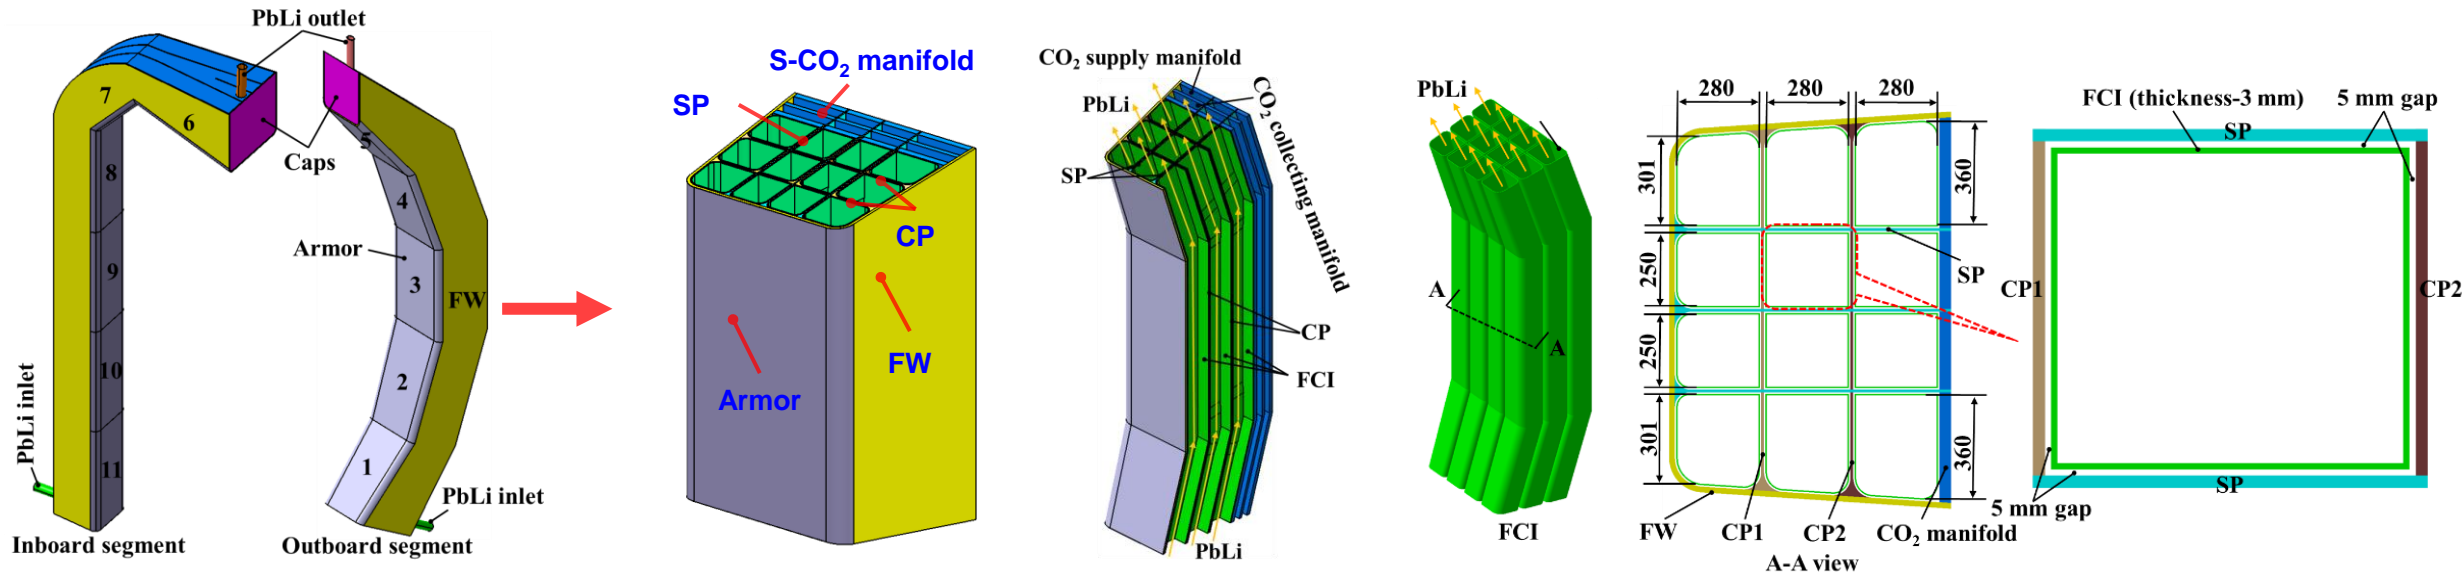 PbLi outlet
7
6
Caps
8
9
10
11
PbLi inlet
Inboard segment
5
4
Armor
3
FW
2
1
PbLi inlet
Outboard segment
S-CO₂ manifold
SP
CP
FW
Armor
CO₂ supply manifold
PbLi
CO₂ collecting manifold
SP
CP
FCI
PbLi
PbLi
A
A
FCI
280
280
280
301
360
250
250
301
360
SP
FW
CP1
CP2
CO₂ manifold
A-A view
FCI (thickness-3 mm)
5 mm gap
SP
CP1
CP2
SP
5 mm gap